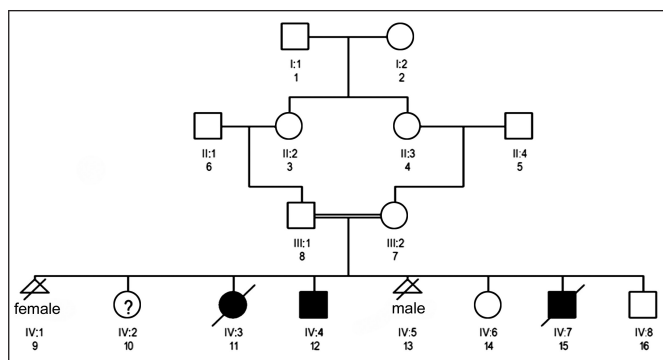 I:1 I:2
1 2
II:1 II:2 II:3 II:4
6 3 4 5
III:1 III:2
8 7
?
female male
IV:1 IV:2 IV:3 IV:4 IV:5 IV:6 IV:7 IV:8
9 10 11 12 13 14 15 16